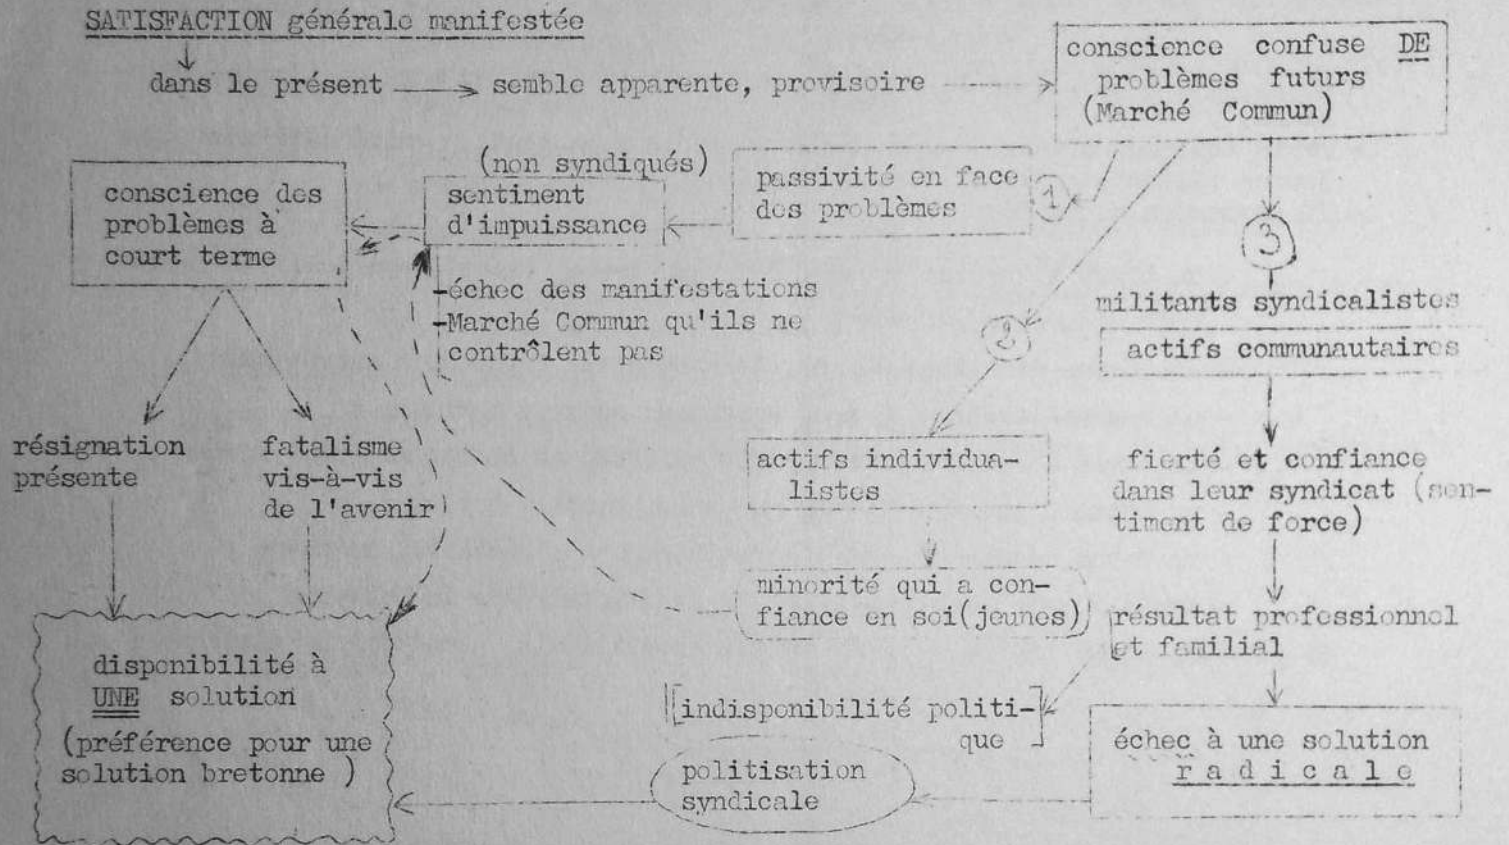 SATISFACTION générale manifestée
dans le présent
semble apparente, provisoire
conscience confuse DE
problèmes futurs
(Marché Commun)
1
passivité en face
des problèmes
(non syndiqués)
sentiment
d'impuissance
conscience des
problèmes à
court terme
-échec des manifestations
-Marché Commun qu'ils ne
contrôlent pas
résignation
présente
fatalisme
vis-à-vis
de l'avenir
2
actifs individua-
listes
minorité qui a con-
fiance en soi(jeunes)
3
militants syndicalistes
actifs communautaires
fierté et confiance
dans leur syndicat (sen-
timent de force)
résultat professionnel
et familial
[indisponibilité politi-
que ]
échec à une solution
r a d i c a l e
politisation
syndicale
disponibilité à
UNE solution
(préférence pour une
solution bretonne )